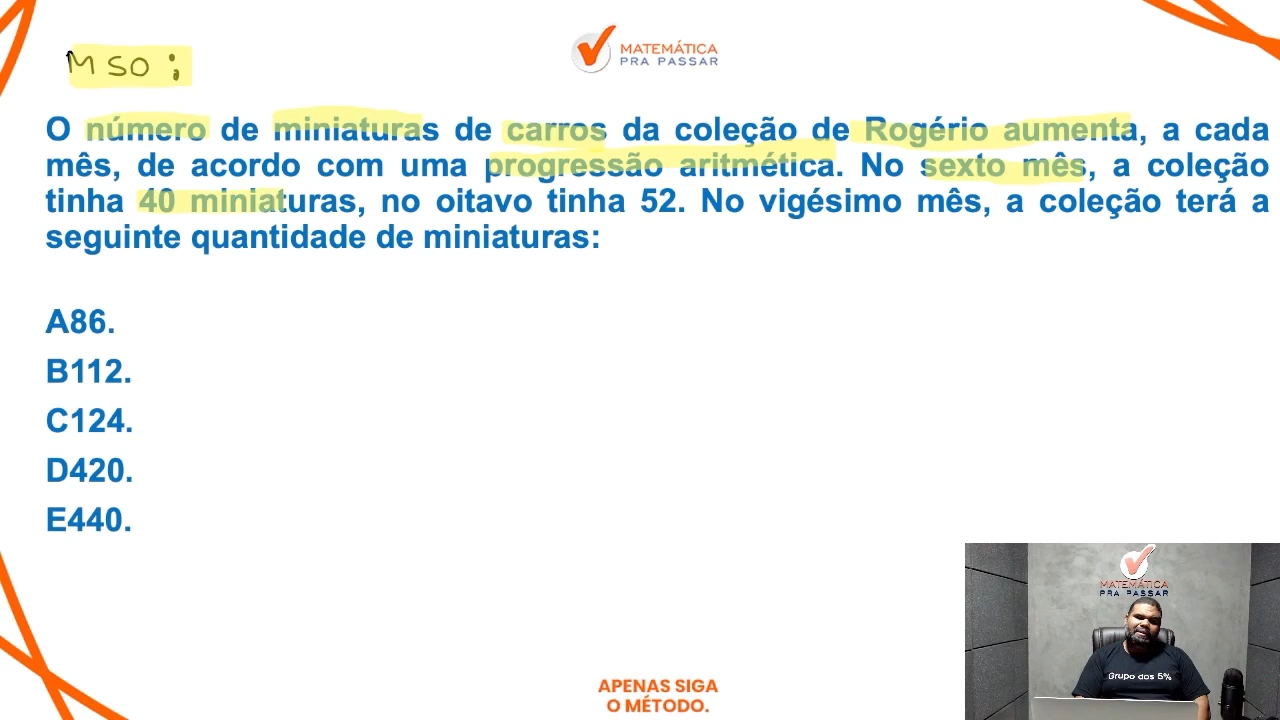 MSO ;
MATEMÁTICA
PRA PASSAR
O número de miniaturas de carros da coleção de Rogério aumenta, a cada
mês, de acordo com uma progressão aritmética. No sexto mês, a coleção
tinha 40 miniaturas, no oitavo tinha 52. No vigésimo mês, a coleção terá a
seguinte quantidade de miniaturas:
A86.
B112.
C124.
D420.
E440.
MATEMÁTICA
PRA PASSAR
Grupo dos 5%
APENAS SIGA
O MÉTODO.